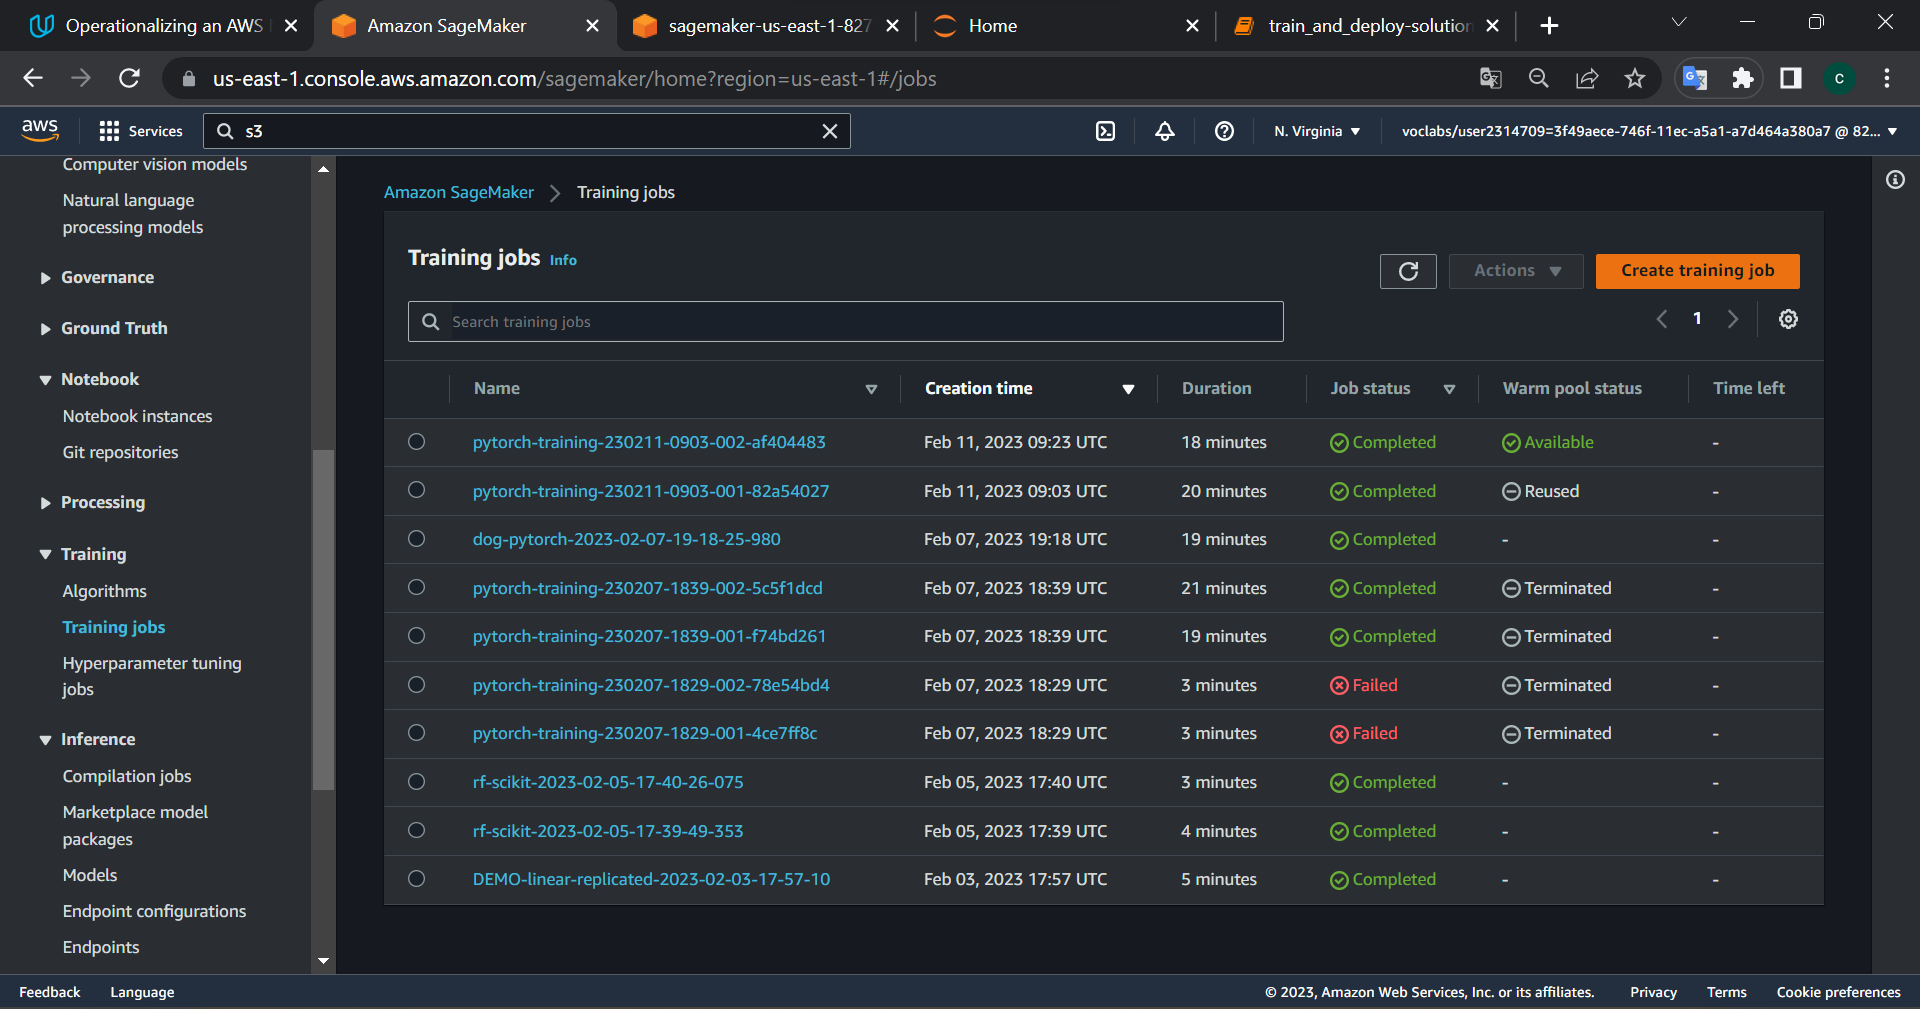 Operationalizing an AWS
Amazon SageMaker
sagemaker-us-east-1-827
Home
train_and_deploy-solution
us-east-1.console.aws.amazon.com/sagemaker/home?region=us-east-1#/jobs
C
aws
Services
s3
N. Virginia
voclabs/user2314709=3f49aece-746f-11ec-a5a1-a7d464a380a7 @ 82...
Computer vision models
Natural language
processing models
Governance
Ground Truth
Notebook
Notebook instances
Git repositories
Processing
Training
Algorithms
Training jobs
Hyperparameter tuning
jobs
Inference
Compilation jobs
Marketplace model
packages
Models
Endpoint configurations
Endpoints
Amazon SageMaker > Training jobs
Training jobs Info
Actions
Create training job
Search training jobs
1
Name Creation time Duration Job status Warm pool status Time left
pytorch-training-230211-0903-002-af404483 Feb 11, 2023 09:23 UTC 18 minutes Completed Available -
pytorch-training-230211-0903-001-82a54027 Feb 11, 2023 09:03 UTC 20 minutes Completed Reused -
dog-pytorch-2023-02-07-19-18-25-980 Feb 07, 2023 19:18 UTC 19 minutes Completed - -
pytorch-training-230207-1839-002-5c5f1dcd Feb 07, 2023 18:39 UTC 21 minutes Completed Terminated -
pytorch-training-230207-1839-001-f74bd261 Feb 07, 2023 18:39 UTC 19 minutes Completed Terminated -
pytorch-training-230207-1829-002-78e54bd4 Feb 07, 2023 18:29 UTC 3 minutes Failed Terminated -
pytorch-training-230207-1829-001-4ce7ff8c Feb 07, 2023 18:29 UTC 3 minutes Failed Terminated -
rf-scikit-2023-02-05-17-40-26-075 Feb 05, 2023 17:40 UTC 3 minutes Completed - -
rf-scikit-2023-02-05-17-39-49-353 Feb 05, 2023 17:39 UTC 4 minutes Completed - -
DEMO-linear-replicated-2023-02-03-17-57-10 Feb 03, 2023 17:57 UTC 5 minutes Completed - -
Feedback Language
© 2023, Amazon Web Services, Inc. or its affiliates. Privacy Terms Cookie preferences